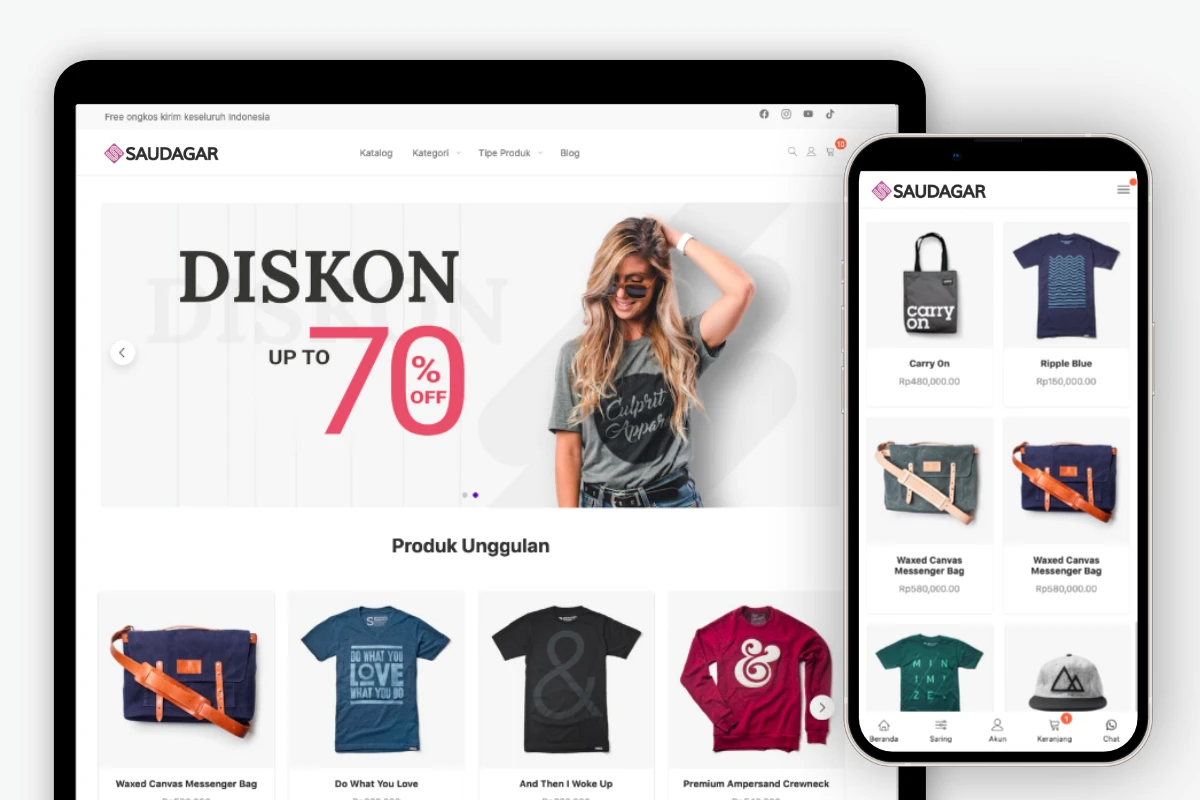 Free ongkos kirim keseluruh Indonesia
SAUDAGAR
Katalog Kategori Tipe Produk Blog
10
DISKON
UP TO 70% OFF
Culprit
Appar
Produk Unggulan
DO WHAT YOU
LOVE
WHAT YOU DO
&
&
Waxed Canvas Messenger Bag
Do What You Love
And Then I Woke Up
Premium Ampersand Crewneck
SAUDAGAR
carry
on
Carry On
Rp480,000.00
Ripple Blue
Rp150,000.00
Waxed Canvas
Messenger Bag
Rp580,000.00
Waxed Canvas
Messenger Bag
Rp580,000.00
MIN
IM!
ZE
1
Beranda Saring Akun Keranjang Chat